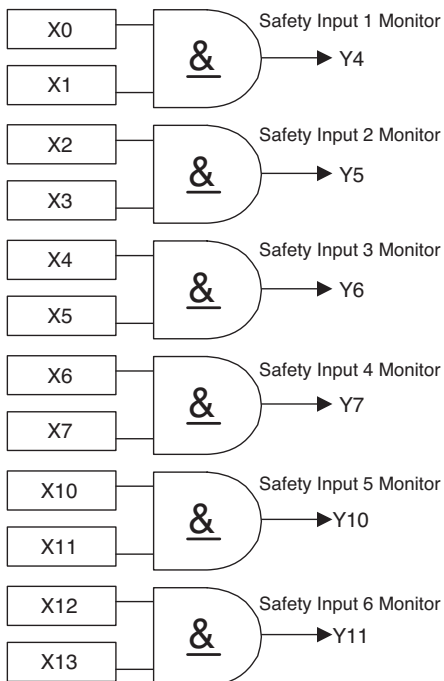 X0
Safety Input 1 Monitor
&
Y4
X1
X2
Safety Input 2 Monitor
&
Y5
X3
X4
Safety Input 3 Monitor
&
Y6
X5
X6
Safety Input 4 Monitor
&
Y7
X7
X10
Safety Input 5 Monitor
&
Y10
X11
X12
Safety Input 6 Monitor
&
Y11
X13